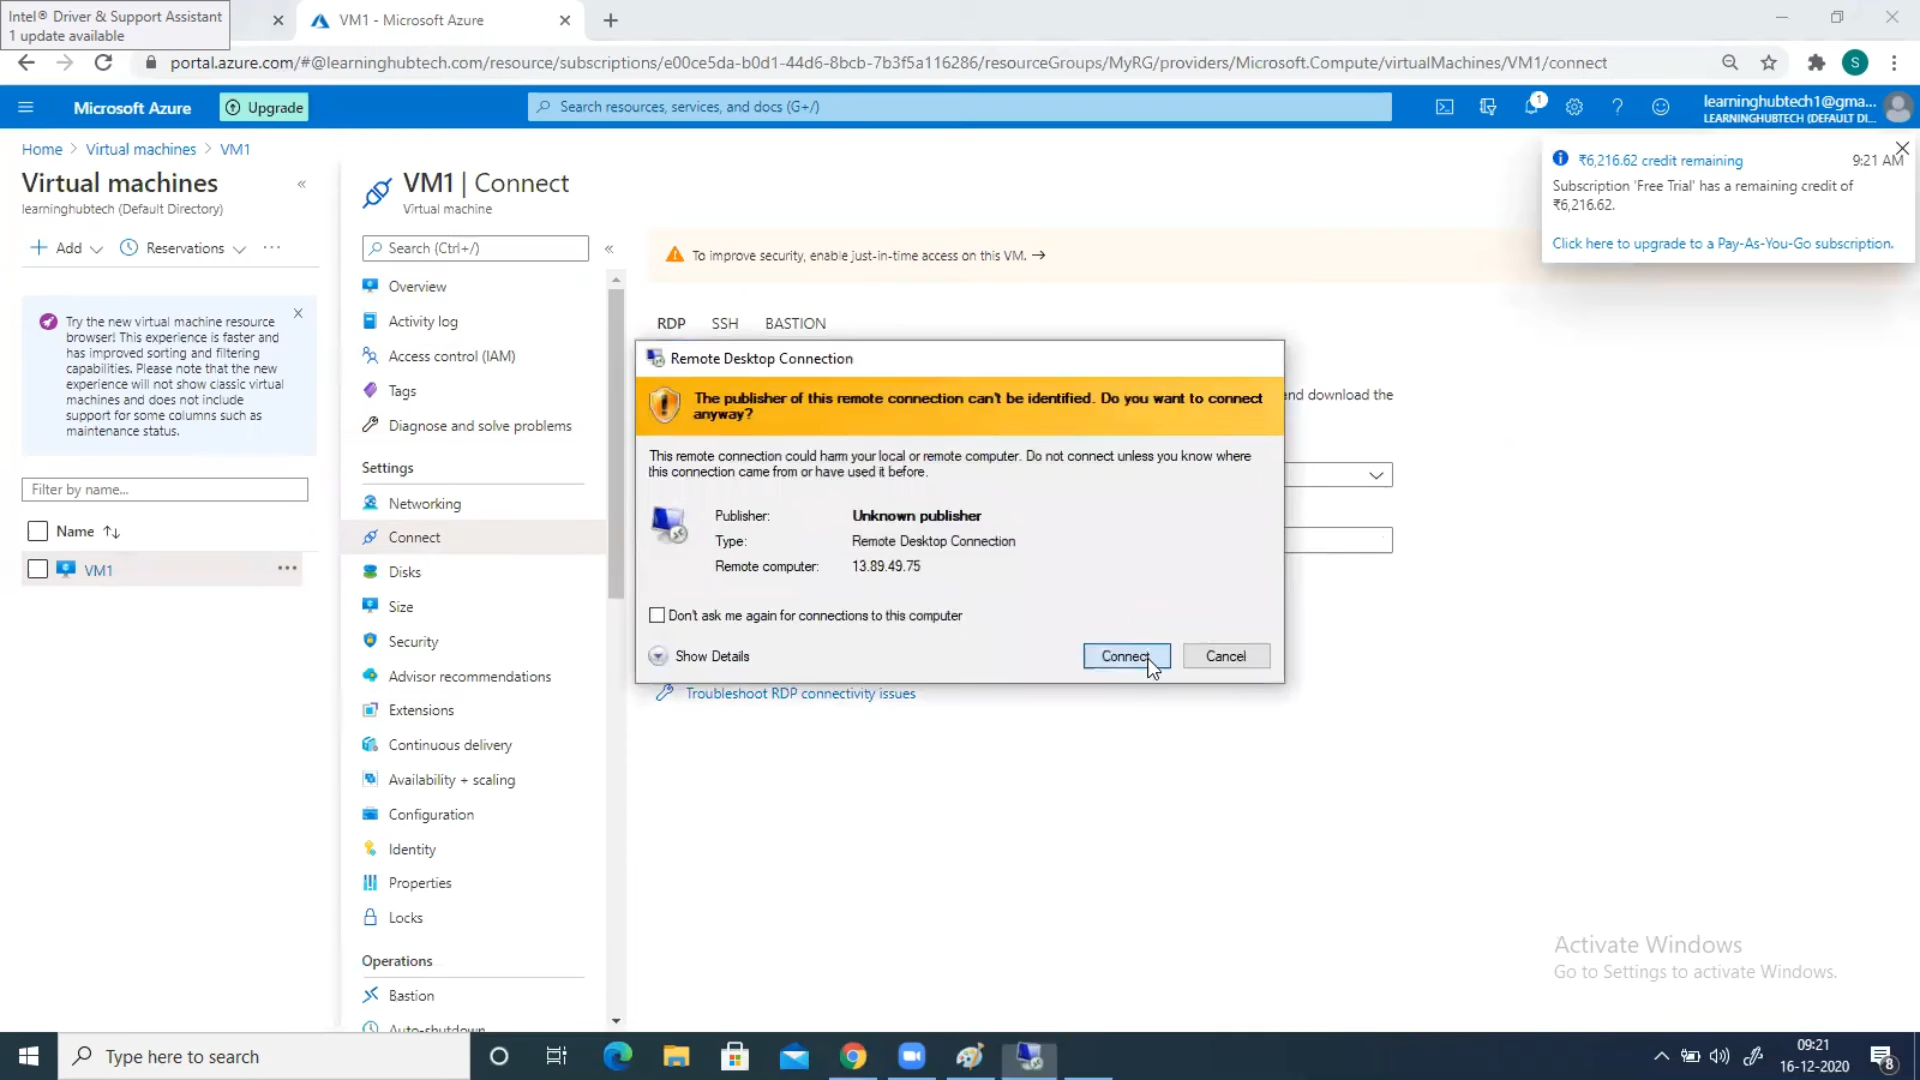 Intel® Driver & Support Assistant
1 update available
VM1 - Microsoft Azure
portal.azure.com/#@learninghubtech.com/resource/subscriptions/e00ce5da-b0d1-44d6-8bcb-7b3f5a116286/resourceGroups/MyRG/providers/Microsoft.Compute/virtualMachines/VM1/connect
S
Microsoft Azure
Upgrade
Search resources, services, and docs (G+/)
1
learninghubtech1@gma...
LEARNINGHUBTECH (DEFAULT DI...
Home > Virtual machines > VM1
Virtual machines
learninghubtech (Default Directory)
Add
Reservations
Try the new virtual machine resource
browser! This experience is faster and
has improved sorting and filtering
capabilities. Please note that the new
experience will not show classic virtual
machines and does not include
support for some columns such as
maintenance status.
Filter by name...
Name
VM1
VM1 | Connect
Virtual machine
Search (Ctrl+/)
Overview
Activity log
Access control (IAM)
Tags
Diagnose and solve problems
Settings
Networking
Connect
Disks
Size
Security
Advisor recommendations
Extensions
Continuous delivery
Availability + scaling
Configuration
Identity
Properties
Locks
Operations
Bastion
Auto-shutdown
To improve security, enable just-in-time access on this VM. →
RDP SSH BASTION
nd download the
Remote Desktop Connection
The publisher of this remote connection can't be identified. Do you want to connect
anyway?
This remote connection could harm your local or remote computer. Do not connect unless you know where
this connection came from or have used it before.
Publisher: Unknown publisher
Type: Remote Desktop Connection
Remote computer: 13.89.49.75
Don't ask me again for connections to this computer
Show Details
Connect
Cancel
Troubleshoot RDP connectivity issues
₹6,216.62 credit remaining
9:21 AM
Subscription 'Free Trial' has a remaining credit of
₹6,216.62.
Click here to upgrade to a Pay-As-You-Go subscription.
Activate Windows
Go to Settings to activate Windows.
Type here to search
09:21
16-12-2020
8